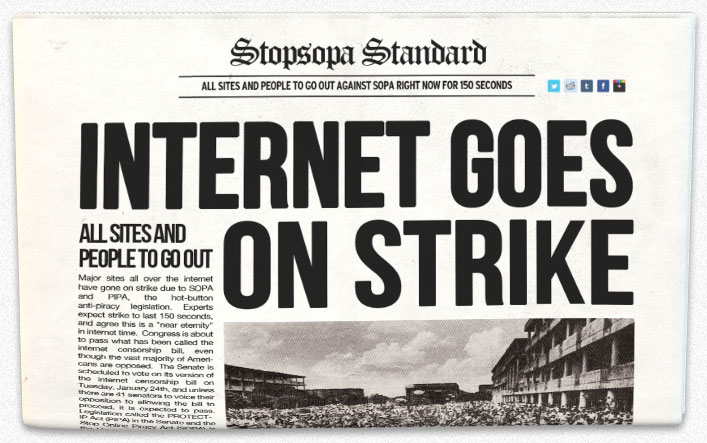 Stopsopa Standard
ALL SITES AND PEOPLE TO GO OUT AGAINST SOPA RIGHT NOW FOR 150 SECONDS
INTERNET GOES
ON STRIKE
ALL SITES AND
PEOPLE TO GO OUT
Major sites all over the internet
have gone on strike due to SOPA
and PIPA, the hot-button
anti-piracy legislation. Experts
expect strike to last 150 seconds,
and agree this is a "near eternity"
in internet time. Congress is about
to pass what has been called the
internet censorship bill, even
though the vast majority of Ameri-
cans are opposed. The Senate is
scheduled to vote on its version of
the internet censorship bill on
Tuesday, January 24th, and unless
there are 41 senators to voice their
opposition to allowing the bill to
proceed, it is expected to pass.
Legislation called the PROTECT-
IP Act (PIPA) in the Senate and the
Stop Online Piracy Act (SOPA)